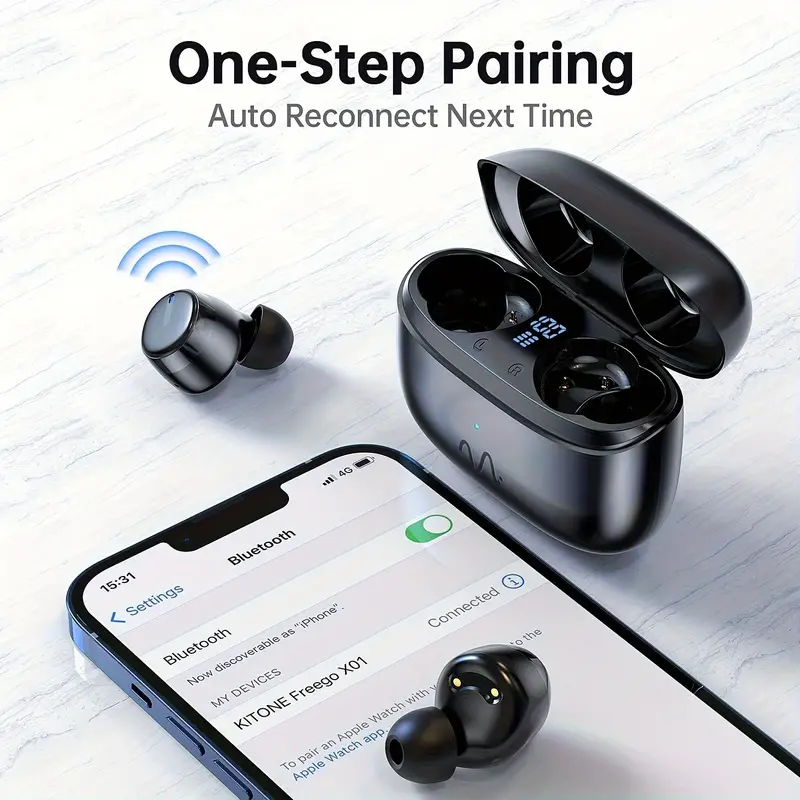 One-Step Pairing
Auto Reconnect Next Time
100
L
R
4G
15:31
Settings
Bluetooth
Bluetooth
Now discoverable as "iPhone".
MY DEVICES
KITONE Freego X01
Connected
To pair an Apple Watch with y to the
Apple Watch app.